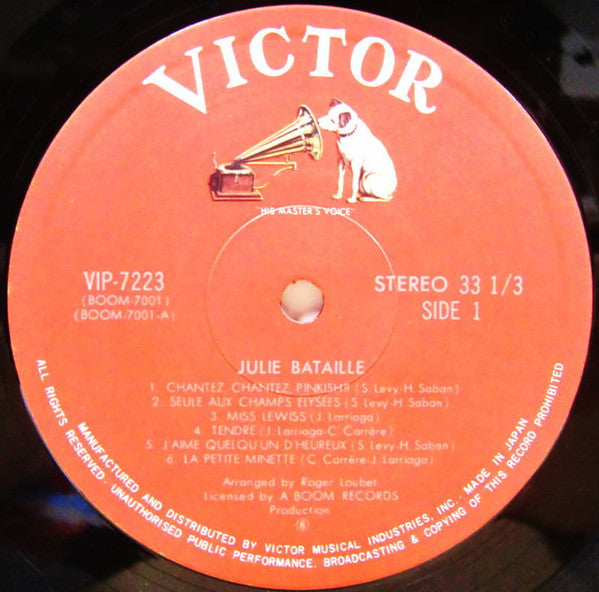 VICTOR
"HIS MASTER'S VOICE"
VIP-7223
(BOOM-7001)
(BOOM-7001-A)
STEREO 33 1/3
SIDE 1
JULIE BATAILLE
1. CHANTEZ, CHANTEZ, PINKISH!! (S. Levy-H. Saban)
2. SEULE AUX CHAMPS ELYSEES (S. Levy-H. Saban)
3. MISS LEWISS (J. Larriaga)
4. TENDRE (J. Larriaga-C. Carrère)
5. J'AIME QUELQU'UN D'HEUREUX (S. Levy-H. Saban)
6. LA PETITE MINETTE (C. Carrère-J. Larriaga)
Arranged by Roger Loubet
Licensed by A BOOM RECORDS
Production
6
ALL RIGHTS RESERVED. UNAUTHORISED PUBLIC PERFORMANCE. BROADCASTING & COPYING OF THIS RECORD PROHIBITED
MANUFACTURED AND DISTRIBUTED BY VICTOR MUSICAL INDUSTRIES, INC.: MADE IN JAPAN